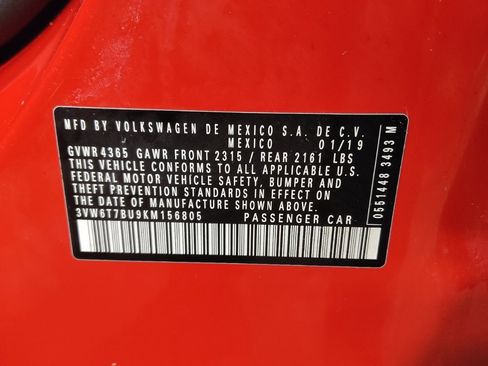 MFD BY VOLKSWAGEN DE MEXICO S.A. DE C.V.
MEXICO 01/19
GVWR 4365 GAWR FRONT 2315 / REAR 2161 LBS
THIS VEHICLE CONFORMS TO ALL APPLICABLE U.S.
FEDERAL MOTOR VEHICLE SAFETY, BUMPER AND
THEFT PREVENTION STANDARDS IN EFFECT ON
THE DATE OF MANUFACTURE SHOWN ABOVE.
3VW6T7BU9KM156805 PASSENGER CAR
0551448 3493 M